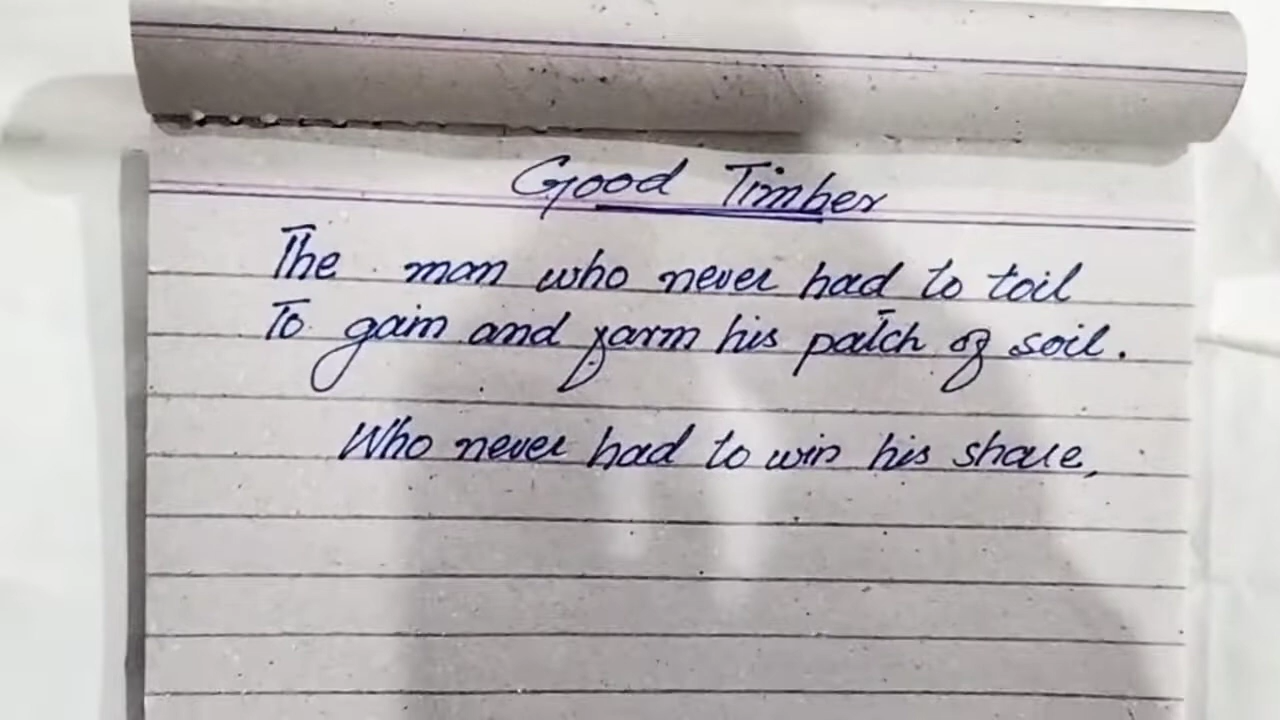 Good Timber
The man who never had to toil
To gain and farm his patch of soil.
Who never had to win his share,